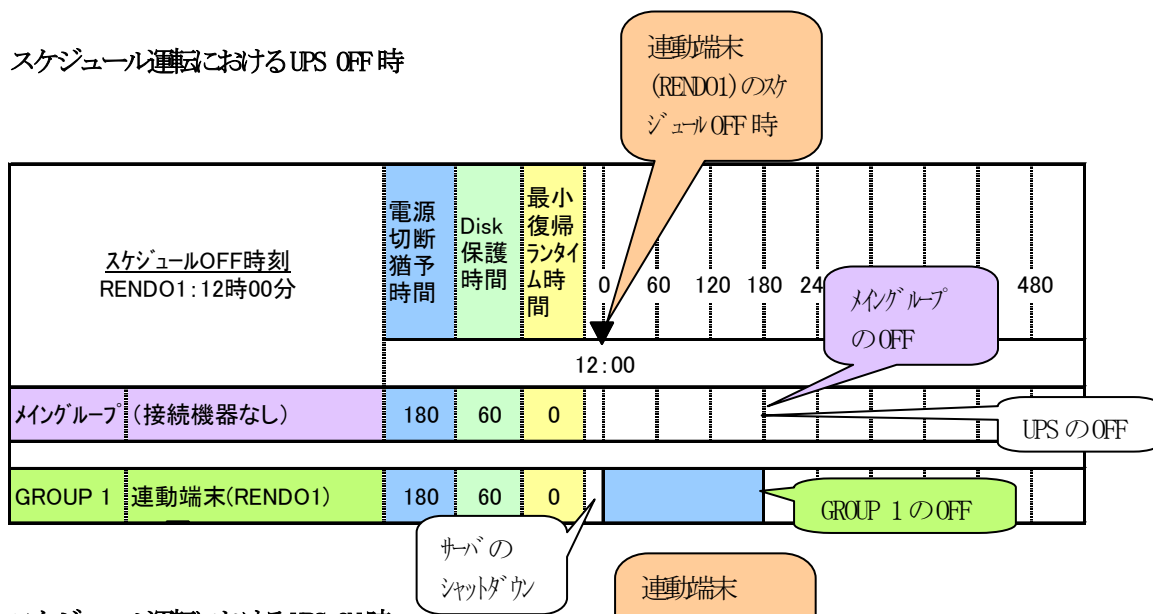 スケジュール運転におけるUPS OFF時
連動端末
(RENDO1)のｽｹ
ｼﾞｭｰﾙOFF時
ｽｹｼﾞｭｰﾙOFF時刻
RENDO1:12時00分
電源
切断
猶予
時間
Disk
保護
時間
最小
復帰
ﾗﾝﾀｲ
ﾑ時
間
0 60 120 180 24 480
12:00
ﾒｲﾝｸﾞﾙｰﾌﾟ
のOFF
ﾒｲﾝｸﾞﾙｰﾌﾟ (接続機器なし) 180 60 0
UPSのOFF
GROUP 1 連動端末(RENDO1) 180 60 0
GROUP 1のOFF
ｻｰﾊﾞの
ｼｬｯﾄﾀﾞｳﾝ
連動端末